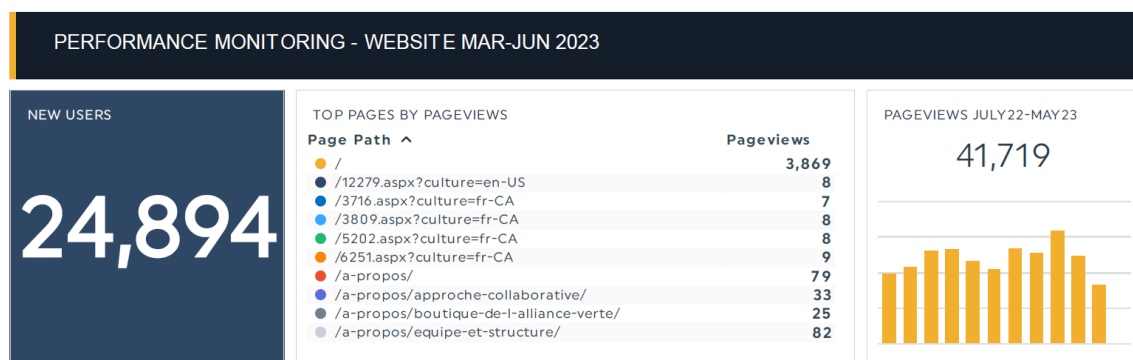 PERFORMANCE MONITORING - WEBSITE MAR-JUN 2023
NEW USERS
24,894
TOP PAGES BY PAGEVIEWS
Page Path Pageviews
/ 3,869
/12279.aspx?culture=en-US 8
/3716.aspx?culture=fr-CA 7
/3809.aspx?culture=fr-CA 8
/5202.aspx?culture=fr-CA 8
/6251.aspx?culture=fr-CA 9
/a-propos/ 79
/a-propos/approche-collaborative/ 33
/a-propos/boutique-de-l-alliance-verte/ 25
/a-propos/equipe-et-structure/ 82
PAGEVIEWS JULY22-MAY23
41,719